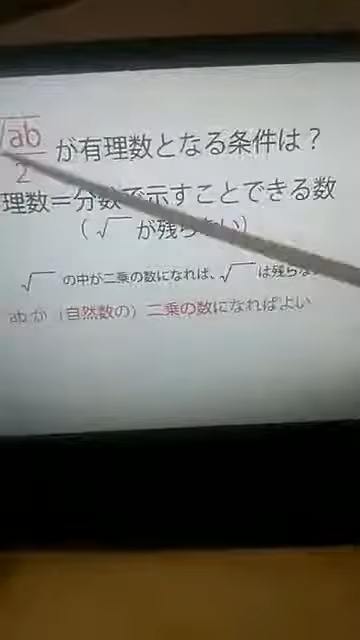 √ab
2
が有理数となる条件は？
理数＝分数で示すことできる数
（√ が残らない）
√ の中が二乗の数になれば、√ は残らな
abが（自然数の）二乗の数になればよい